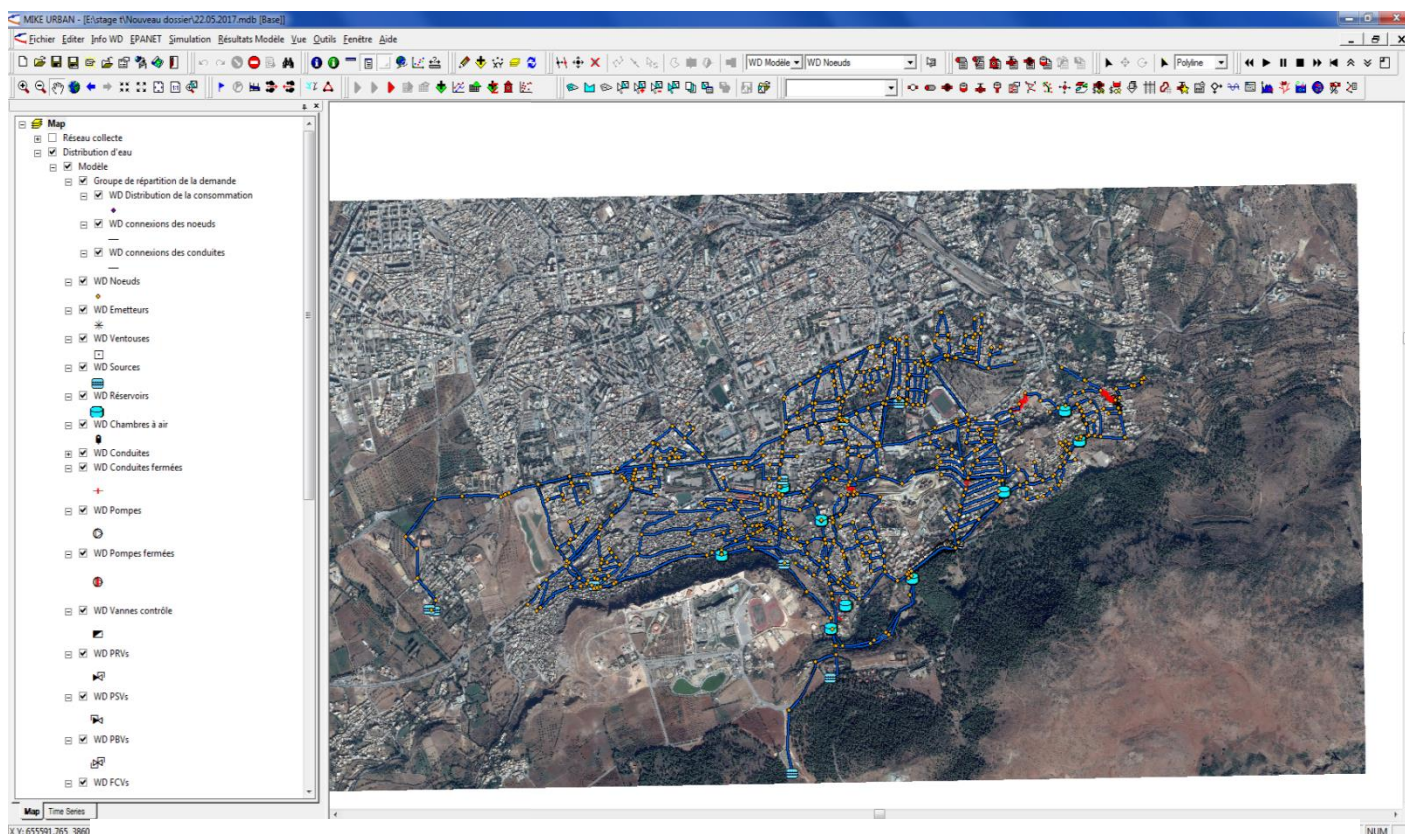 MIKE URBAN - [E:\stage t\Nouveau dossier\22.05.2017.mdb [Base]]
Fichier Editer Info WD EPANET Simulation Résultats Modèle Vue Outils Fenêtre Aide
WD Modèle WD Noeuds Polyline
Map
Réseau collecte
Distribution d'eau
Modèle
Groupe de répartition de la demande
WD Distribution de la consommation
WD connexions des noeuds
WD connexions des conduites
WD Noeuds
WD Emetteurs
WD Ventouses
WD Sources
WD Réservoirs
WD Chambres à air
WD Conduites
WD Conduites fermées
WD Pompes
WD Pompes fermées
WD Vannes contrôle
WD PRVs
WD PSVs
WD PBVs
WD FCVs
Map Time Series
X,Y: 655591.765, 3860
NUM